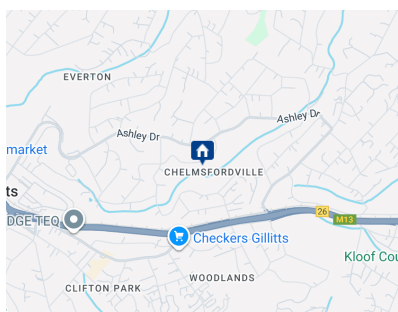 EVERTON
Ashley Dr
Ashley Dr
market
CHELMSFORDVILLE
ts
26
M13
DGE TEQ
Checkers Gillitts
Kloof Cou
WOODLANDS
CLIFTON PARK